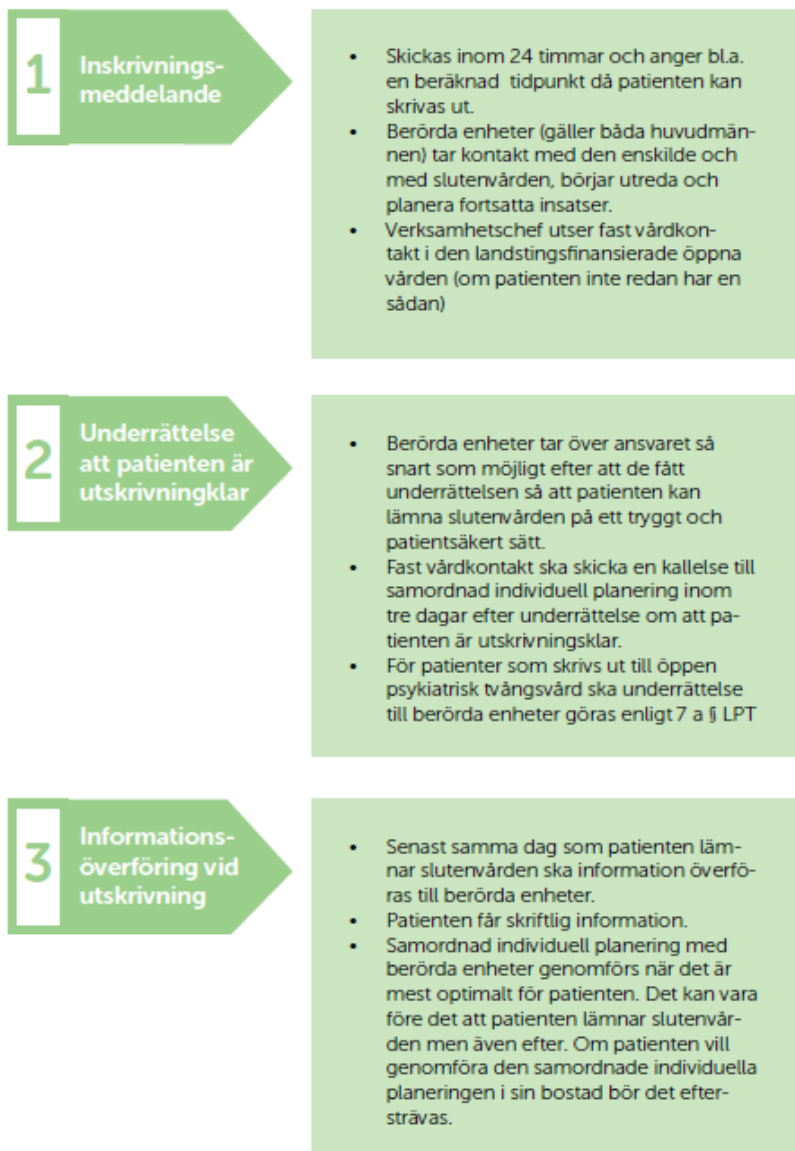 1
Inskrivnings-
meddelande
• Skickas inom 24 timmar och anger bl.a.
en beräknad tidpunkt då patienten kan
skrivas ut.
• Berörda enheter (gäller båda huvudmän-
nen) tar kontakt med den enskilde och
med slutenvården, börjar utreda och
planera fortsatta insatser.
• Verksamhetschef utser fast vårdkon-
takt i den landstingsfinansierade öppna
vården (om patienten inte redan har en
sådan)
2
Underrättelse
att patienten är
utskrivningklar
• Berörda enheter tar över ansvaret så
snart som möjligt efter att de fått
underrättelsen så att patienten kan
lämna slutenvården på ett tryggt och
patientsäkert sätt.
• Fast vårdkontakt ska skicka en kallelse till
samordnad individuell planering inom
tre dagar efter underrättelse om att pa-
tienten är utskrivningsklar.
• För patienter som skrivs ut till öppen
psykiatrisk tvångsvård ska underrättelse
till berörda enheter göras enligt 7 a § LPT
3
Informations-
överföring vid
utskrivning
• Senast samma dag som patienten läm-
nar slutenvården ska information överfö-
ras till berörda enheter.
• Patienten får skriftlig information.
• Samordnad individuell planering med
berörda enheter genomförs när det är
mest optimalt för patienten. Det kan vara
före det att patienten lämnar slutenvår-
den men även efter. Om patienten vill
genomföra den samordnade individuella
planeringen i sin bostad bör det efter-
strävas.